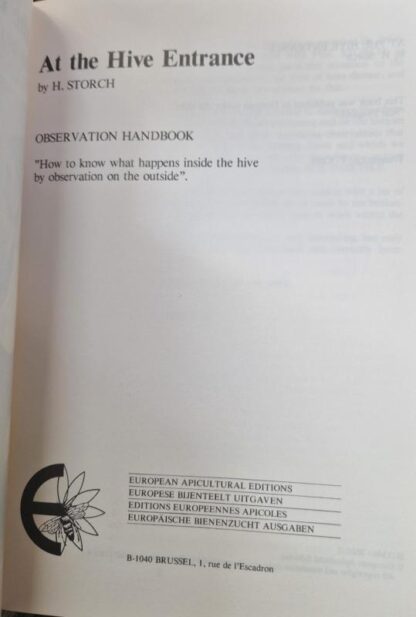 At the Hive Entrance
by H. STORCH
OBSERVATION HANDBOOK
"How to know what happens inside the hive
by observation on the outside".
EUROPEAN APICULTURAL EDITIONS
EUROPESE BIJENTEELT UITGAVEN
EDITIONS EUROPEENNES APICOLES
EUROPÄISCHE BIENENZUCHT AUSGABEN
B-1040 BRUSSEL, 1, rue de l'Escadron